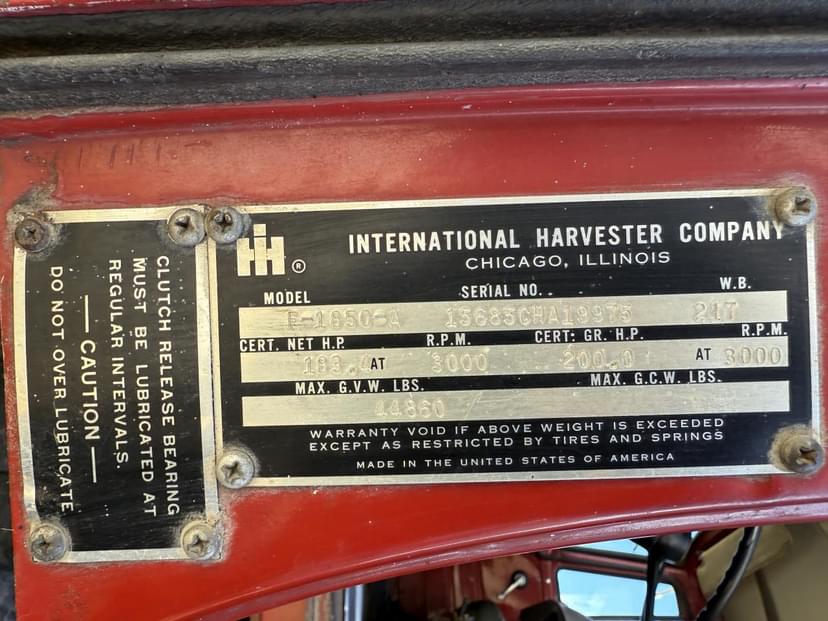 CLUTCH RELEASE BEARING
MUST BE LUBRICATED AT
REGULAR INTERVALS.
— CAUTION —
DO NOT OVER LUBRICATE
IH ®
INTERNATIONAL HARVESTER COMPANY
CHICAGO, ILLINOIS
MODEL SERIAL NO. W.B.
217
CERT. NET H.P. R.P.M. CERT. GR. H.P. R.P.M.
AT 3000 200.0 AT 3000
MAX. G.V.W. LBS. MAX. G.C.W. LBS.
44860
WARRANTY VOID IF ABOVE WEIGHT IS EXCEEDED
EXCEPT AS RESTRICTED BY TIRES AND SPRINGS
MADE IN THE UNITED STATES OF AMERICA